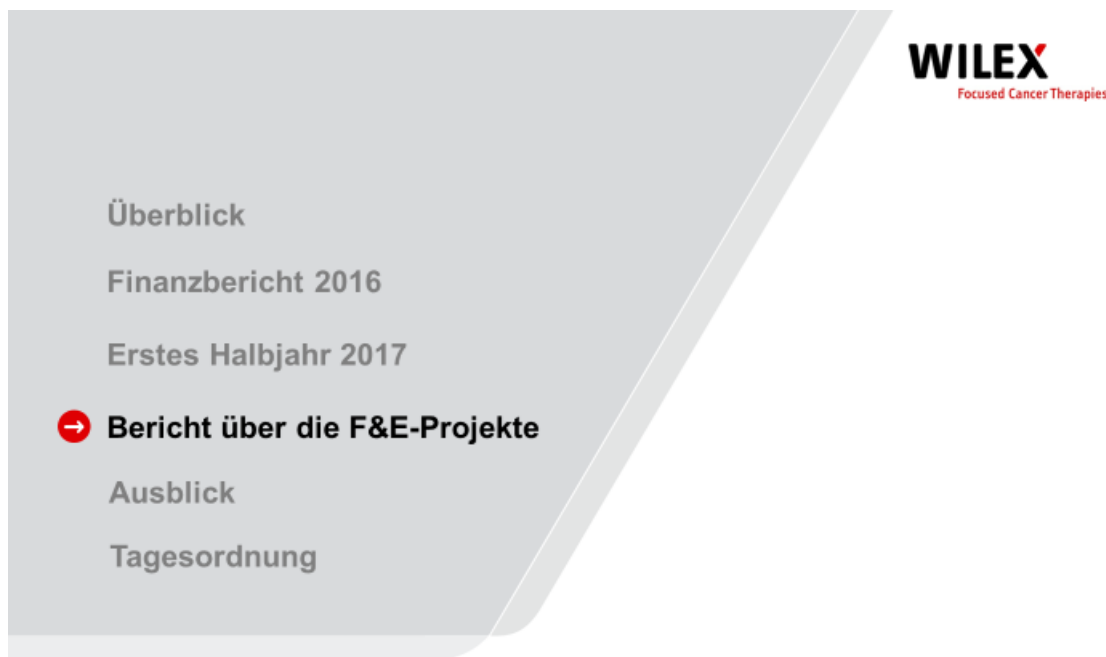 WILEX
Focused Cancer Therapies
Überblick
Finanzbericht 2016
Erstes Halbjahr 2017
Bericht über die F&E-Projekte
Ausblick
Tagesordnung